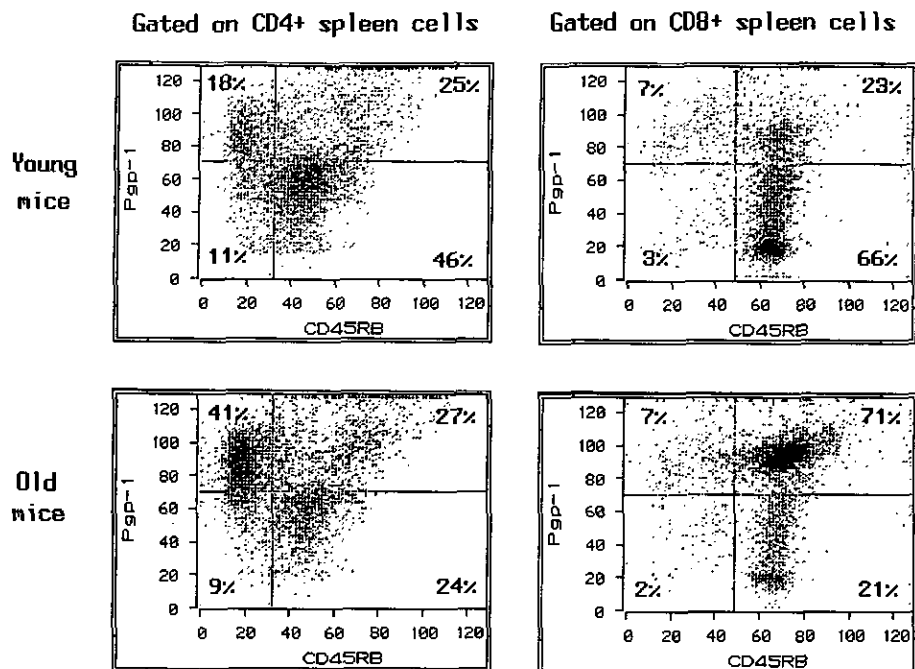 Gated on CD4+ spleen cells
Gated on CD8+ spleen cells
Young mice
18%
25%
11%
46%
Pgp-1
120
100
80
60
40
20
0
0 20 40 60 80 100 120
CD45RB
7%
23%
3%
66%
Pgp-1
120
100
80
60
40
20
0
0 20 40 60 80 100 120
CD45RB
Old mice
41%
27%
9%
24%
Pgp-1
120
100
80
60
40
20
0
0 20 40 60 80 100 120
CD45RB
7%
71%
2%
21%
Pgp-1
120
100
80
60
40
20
0
0 20 40 60 80 100 120
CD45RB